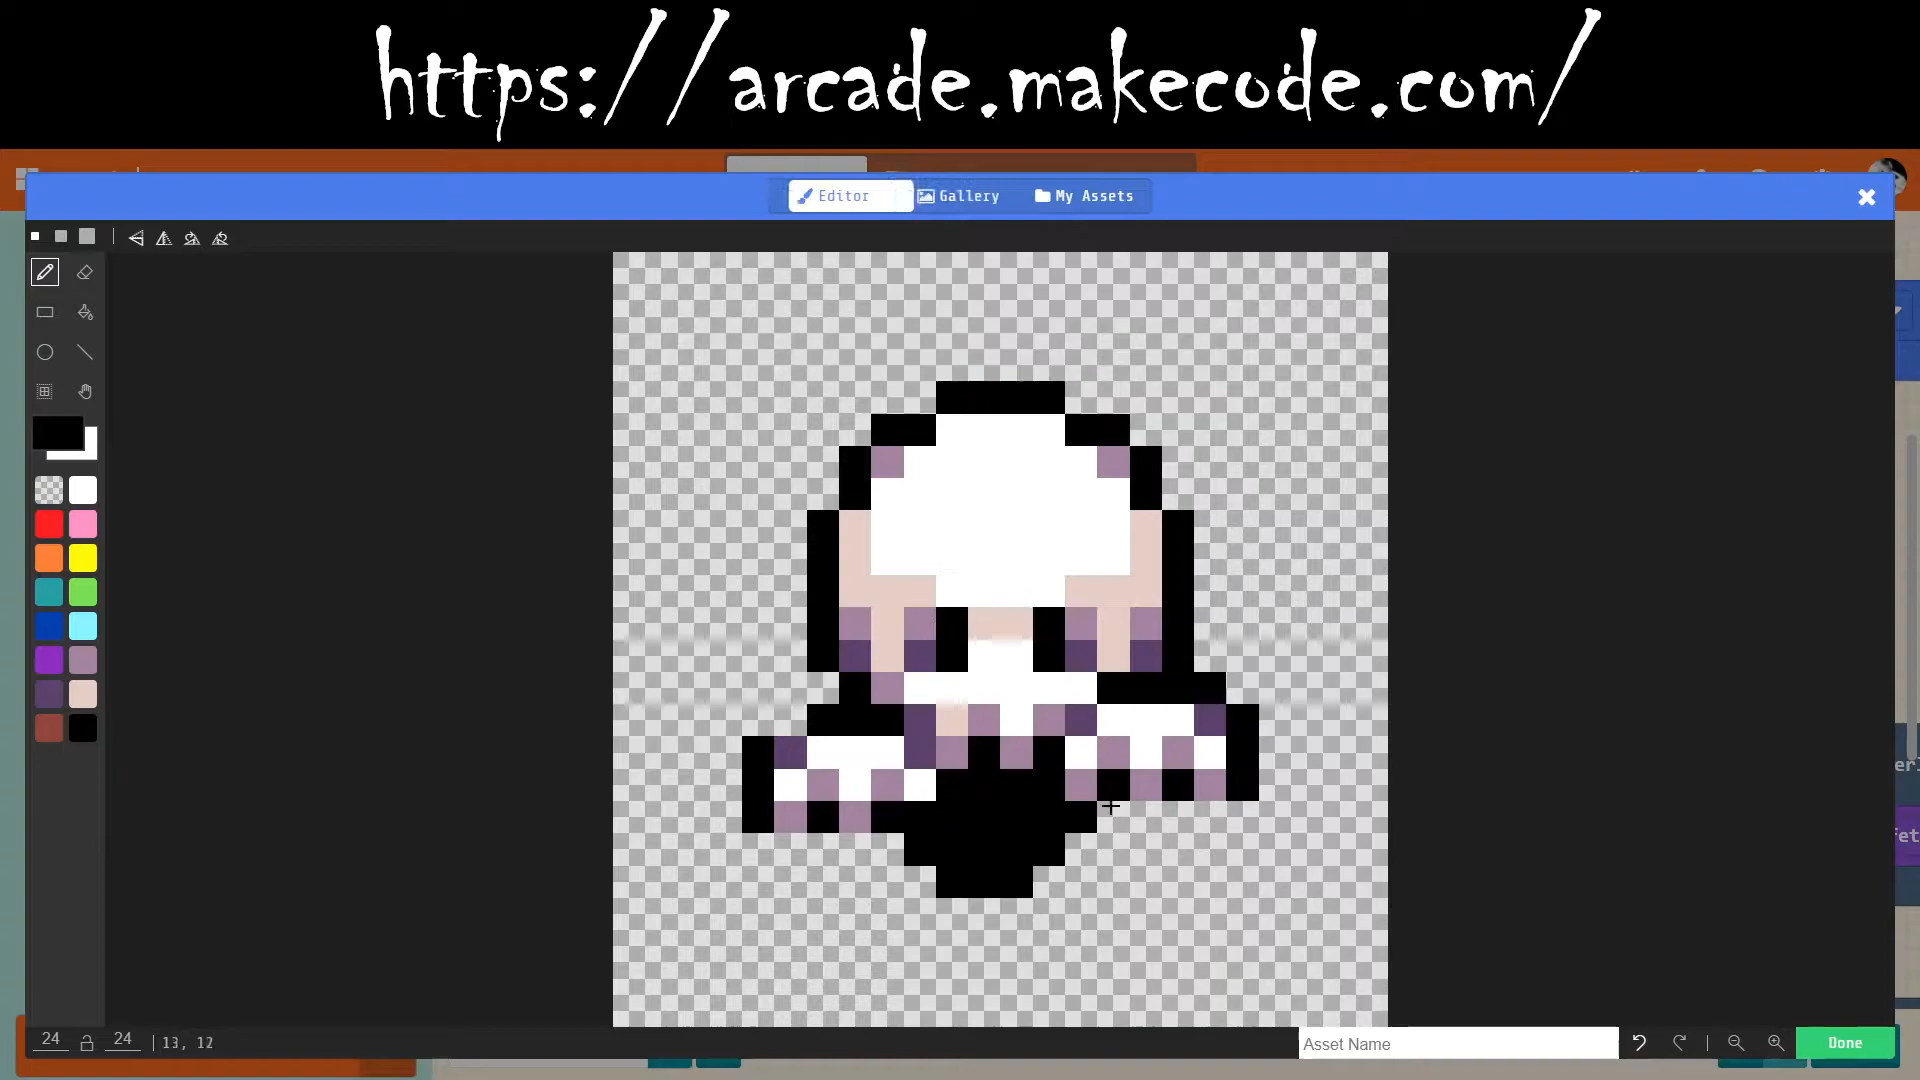 https://arcade.makecode.com/
Editor
Gallery
My Assets
24
24
13, 12
Asset Name
Done